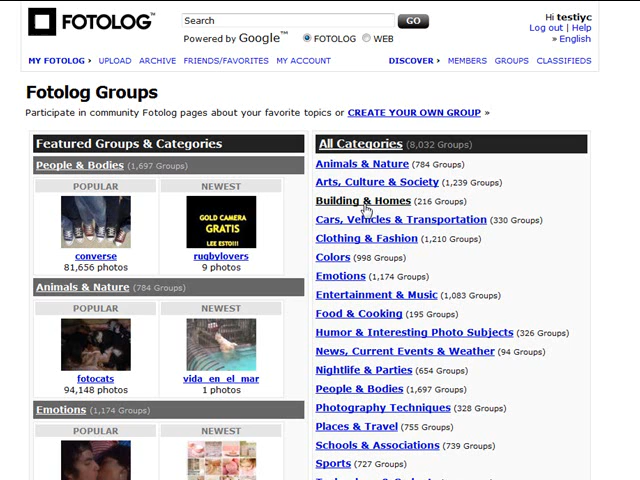 FOTOLOG™
Search
GO
Powered by Google™
FOTOLOG
WEB
Hi testiyc
Log out | Help
» English
MY FOTOLOG › UPLOAD ARCHIVE FRIENDS/FAVORITES MY ACCOUNT
DISCOVER › MEMBERS GROUPS CLASSIFIEDS
Fotolog Groups
Participate in community Fotolog pages about your favorite topics or CREATE YOUR OWN GROUP »
Featured Groups & Categories
People & Bodies (1,697 Groups)
POPULAR NEWEST
GOLD CAMERA
GRATIS
LEE ESTO!!!
converse rugbylovers
81,656 photos 9 photos
Animals & Nature (784 Groups)
POPULAR NEWEST
fotocats vida_en_el_mar
94,148 photos 1 photos
Emotions (1,174 Groups)
POPULAR NEWEST
All Categories (8,032 Groups)
Animals & Nature (784 Groups)
Arts, Culture & Society (1,239 Groups)
Building & Homes (216 Groups)
Cars, Vehicles & Transportation (330 Groups)
Clothing & Fashion (1,210 Groups)
Colors (998 Groups)
Emotions (1,174 Groups)
Entertainment & Music (1,083 Groups)
Food & Cooking (195 Groups)
Humor & Interesting Photo Subjects (326 Groups)
News, Current Events & Weather (94 Groups)
Nightlife & Parties (654 Groups)
People & Bodies (1,697 Groups)
Photography Techniques (328 Groups)
Places & Travel (755 Groups)
Schools & Associations (739 Groups)
Sports (727 Groups)